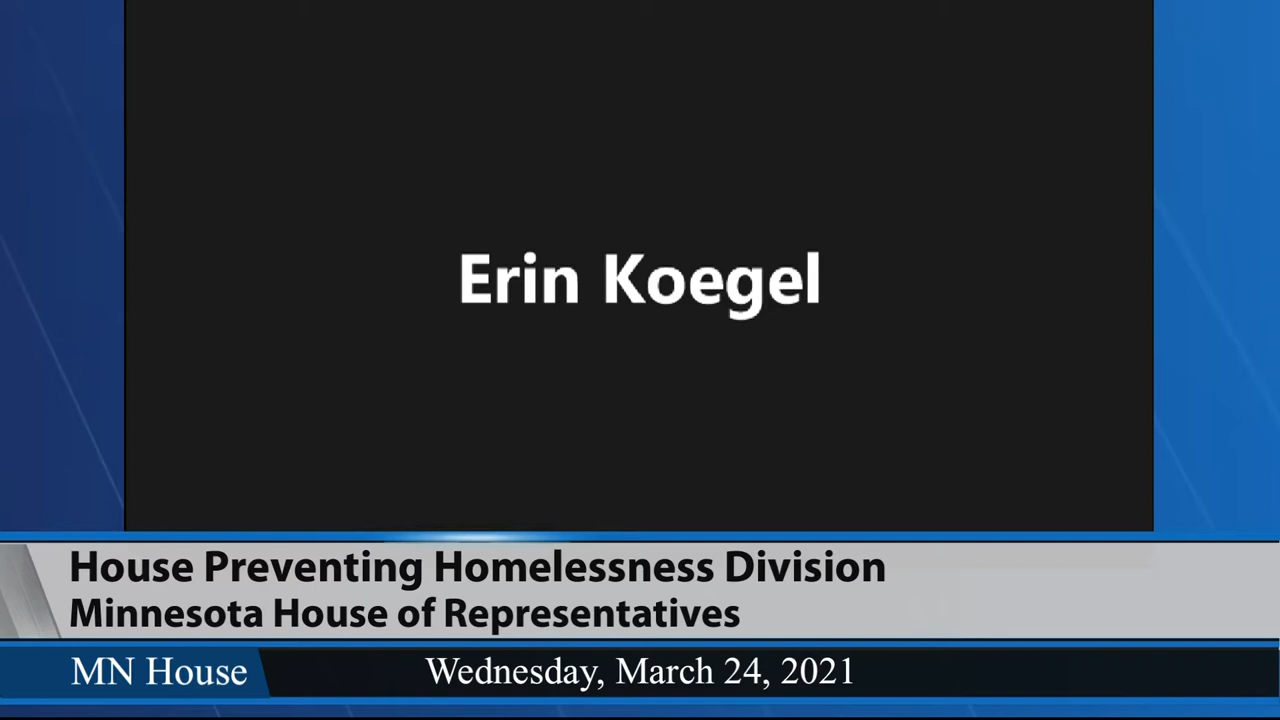 Erin Koegel
House Preventing Homelessness Division
Minnesota House of Representatives
MN House
Wednesday, March 24, 2021